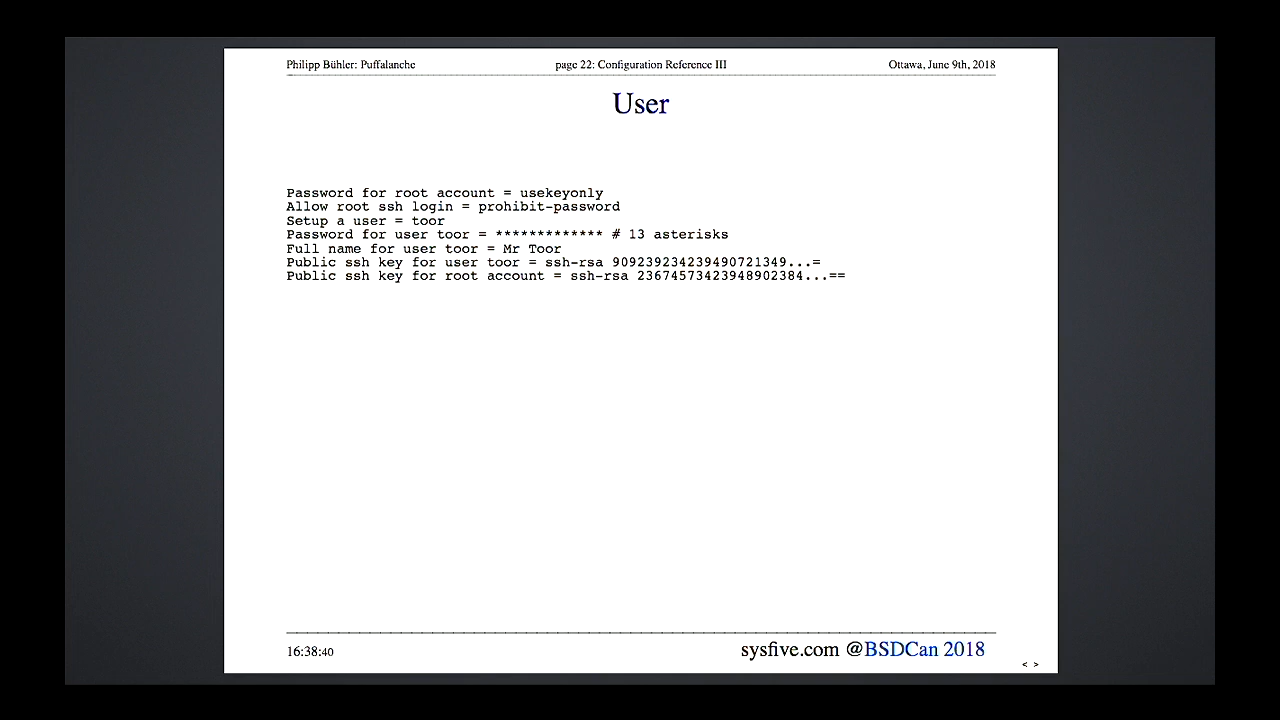 Philipp Bühler: Puffalanche page 22: Configuration Reference III Ottawa, June 9th, 2018
User
Password for root account = usekeyonly
Allow root ssh login = prohibit-password
Setup a user = toor
Password for user toor = ************* # 13 asterisks
Full name for user toor = Mr Toor
Public ssh key for user toor = ssh-rsa 909239234239490721349...=
Public ssh key for root account = ssh-rsa 23674573423948902384...==
16:38:40 sysfive.com @BSDCan 2018
< >